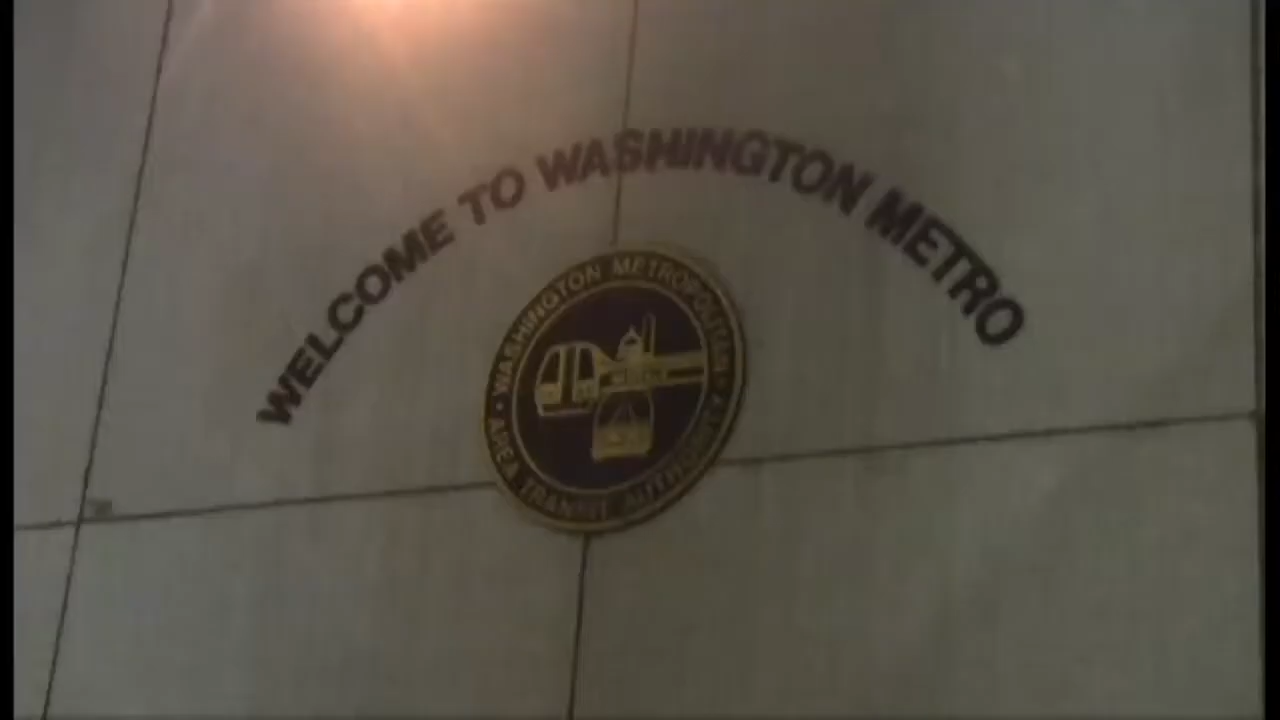 WELCOME TO WASHINGTON METRO
WASHINGTON METROPOLITAN
AREA TRANSIT AUTHORITY